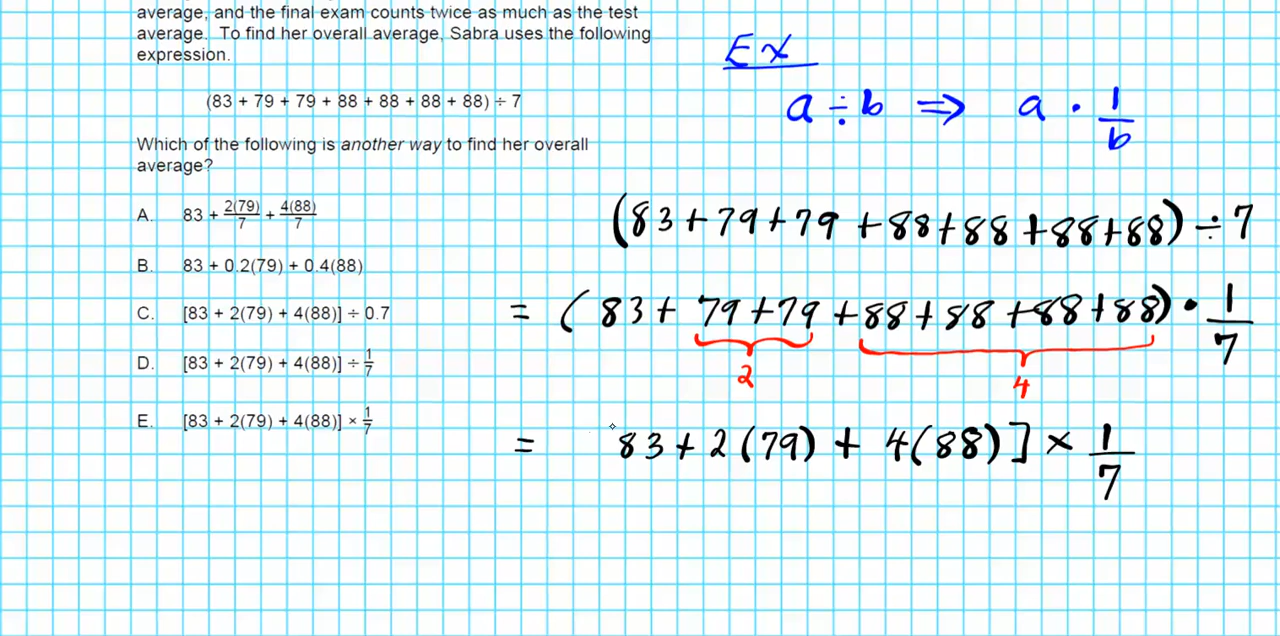 average, and the final exam counts twice as much as the test
average. To find her overall average, Sabra uses the following
expression.
(83 + 79 + 79 + 88 + 88 + 88 + 88) ÷ 7
Which of the following is another way to find her overall
average?
A. 83 + 2(79)/7 + 4(88)/7
B. 83 + 0.2(79) + 0.4(88)
C. [83 + 2(79) + 4(88)] ÷ 0.7
D. [83 + 2(79) + 4(88)] ÷ 1/7
E. [83 + 2(79) + 4(88)] × 1/7
Ex
a ÷ b ⇒ a · 1/b
(83 + 79 + 79 + 88 + 88 + 88 + 88) ÷ 7
= (83 + 79 + 79 + 88 + 88 + 88 + 88) · 1/7
2 4
= 83 + 2(79) + 4(88)] × 1/7